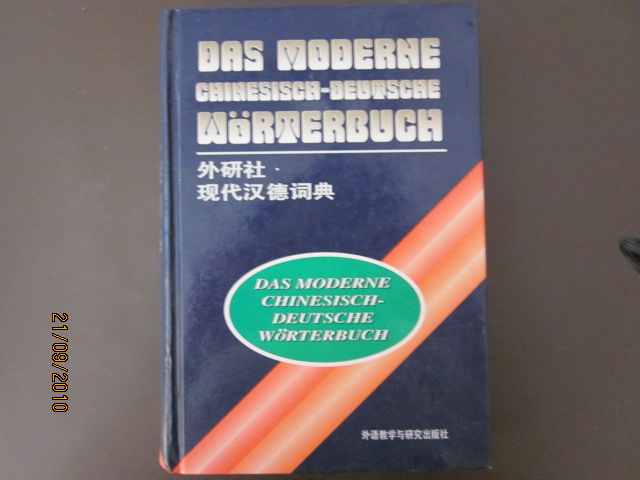 DAS MODERNE
CHINESISCH-DEUTSCHE
WÖRTERBUCH
外研社·
现代汉德词典
DAS MODERNE
CHINESISCH-
DEUTSCHE
WÖRTERBUCH
外语教学与研究出版社
21/09/2010